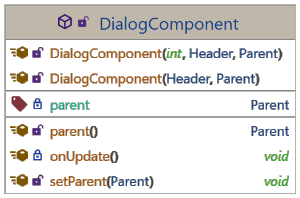 DialogComponent
DialogComponent(int, Header, Parent)
DialogComponent(Header, Parent)
parent Parent
parent() Parent
onUpdate() void
setParent(Parent) void